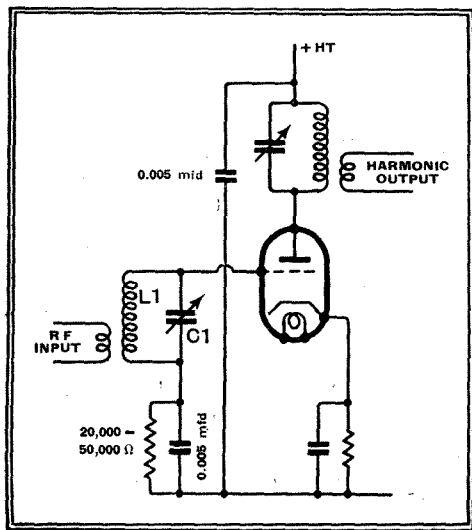 + HT
0.005 mfd
HARMONIC
OUTPUT
L1
C1
RF
INPUT
20,000 –
50,000 Ω
0.005 mfd